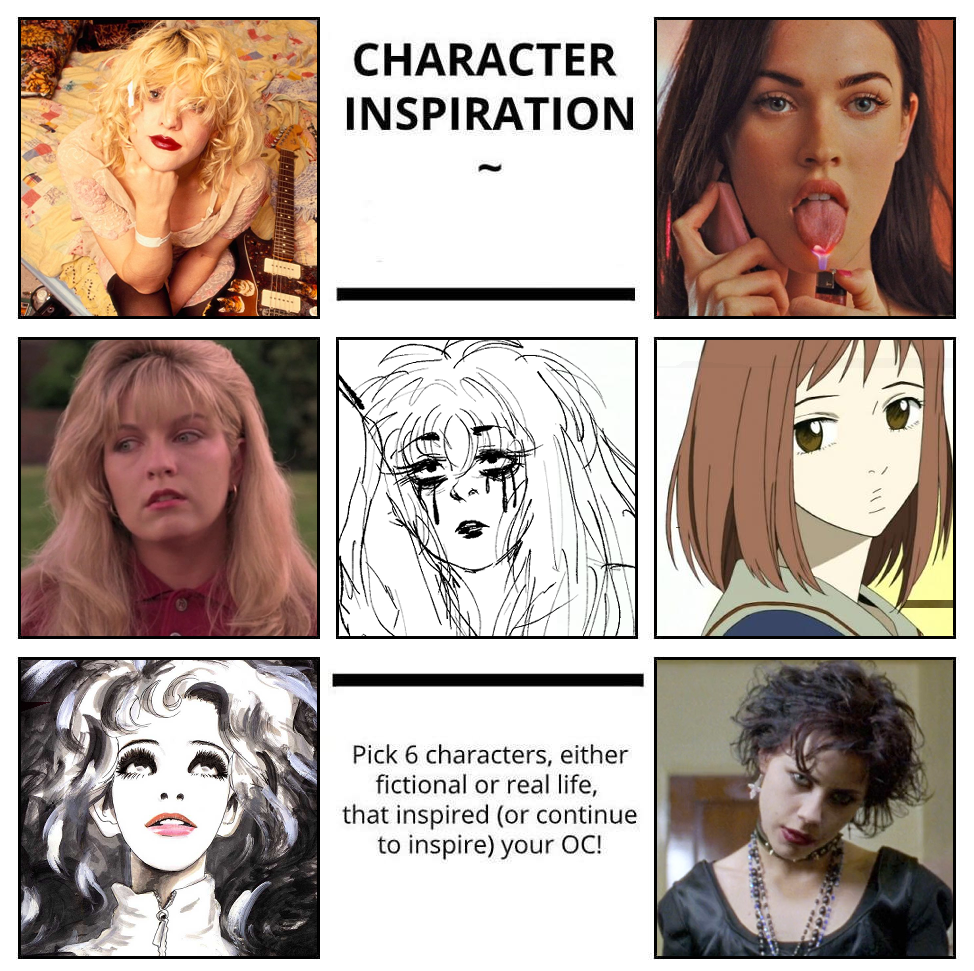 CHARACTER
INSPIRATION
~
Pick 6 characters, either
fictional or real life,
that inspired (or continue
to inspire) your OC!